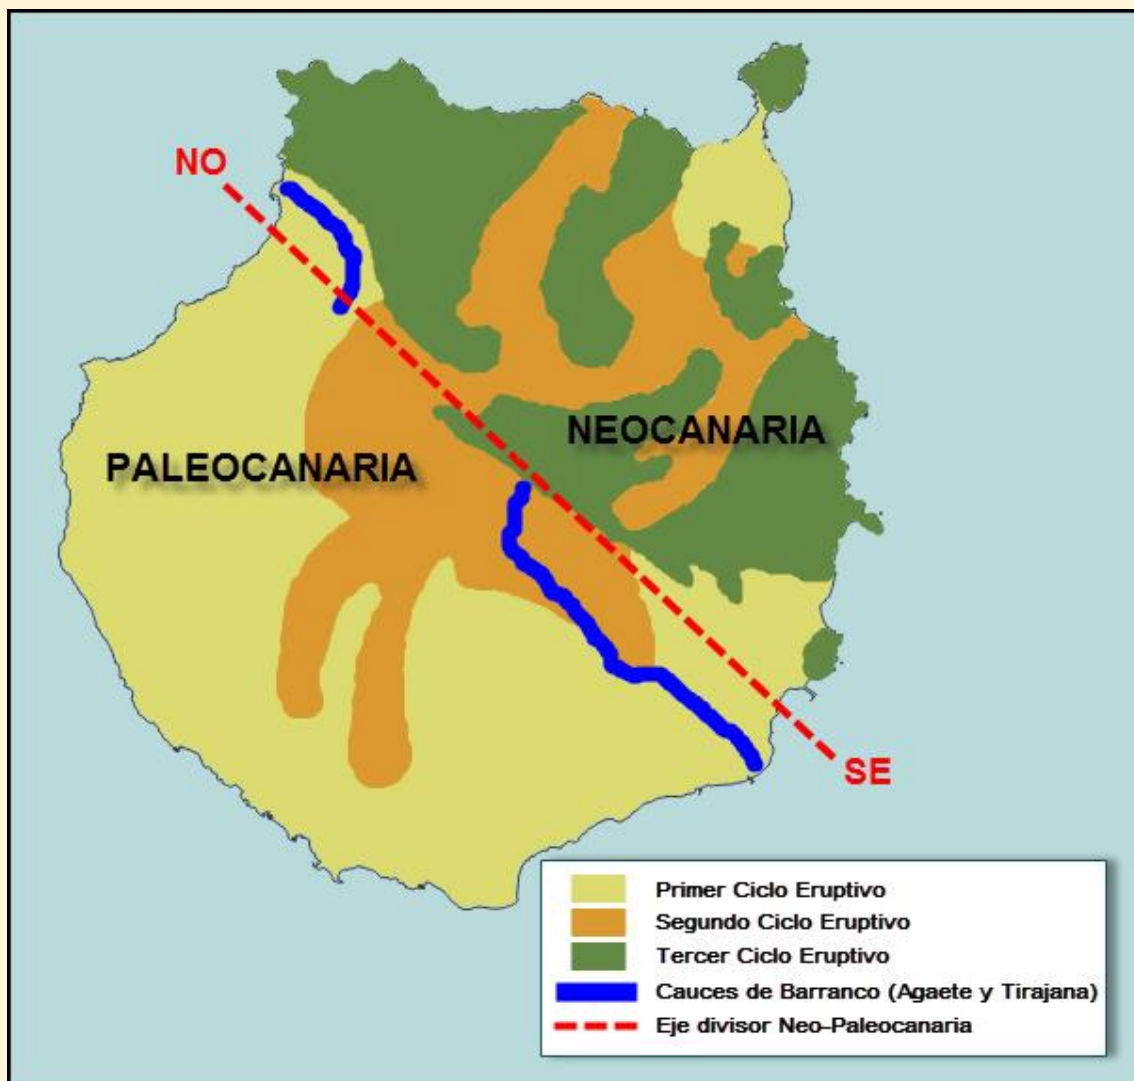 NO
NEOCANARIA
PALEOCANARIA
SE
Primer Ciclo Eruptivo
Segundo Ciclo Eruptivo
Tercer Ciclo Eruptivo
Cauces de Barranco (Agaete y Tirajana)
Eje divisor Neo-Paleocanaria